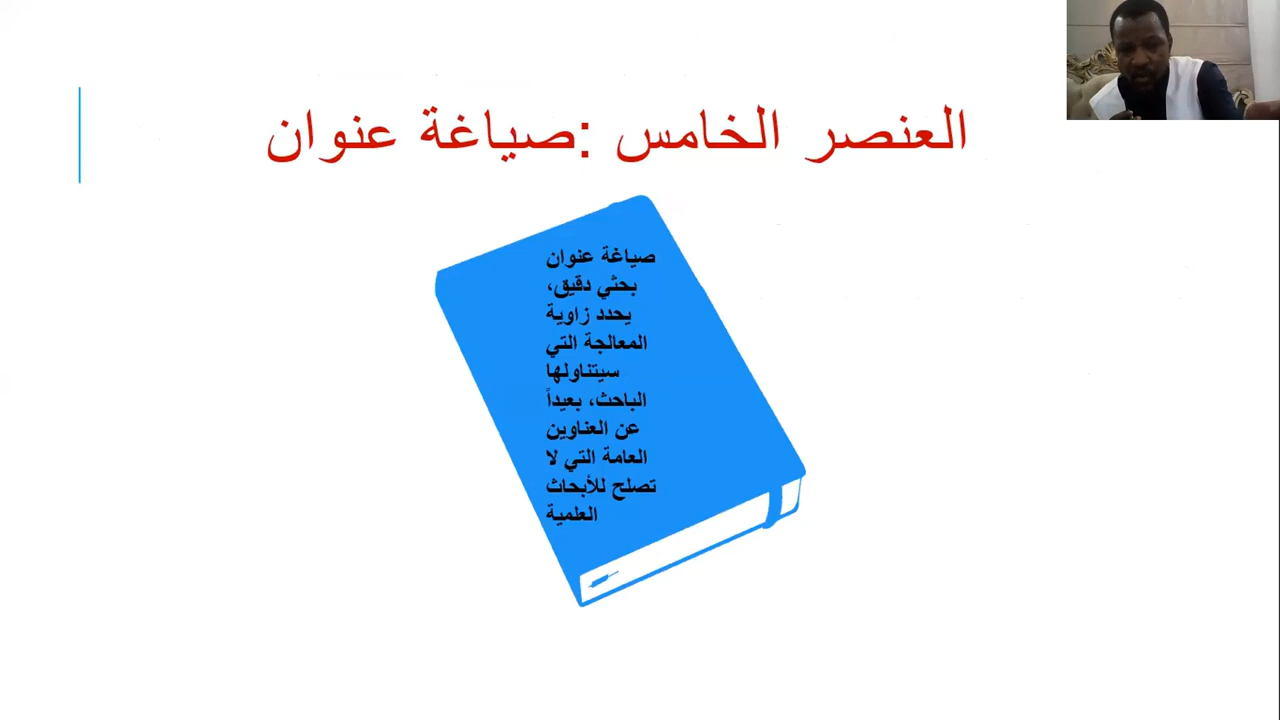 العنصر الخامس :صياغة عنوان
صياغة عنوان
بحثي دقيق،
يحدد زاوية
المعالجة التي
سيتناولها
الباحث، بعيداً
عن العناوين
العامة التي لا
تصلح للأبحاث
العلمية